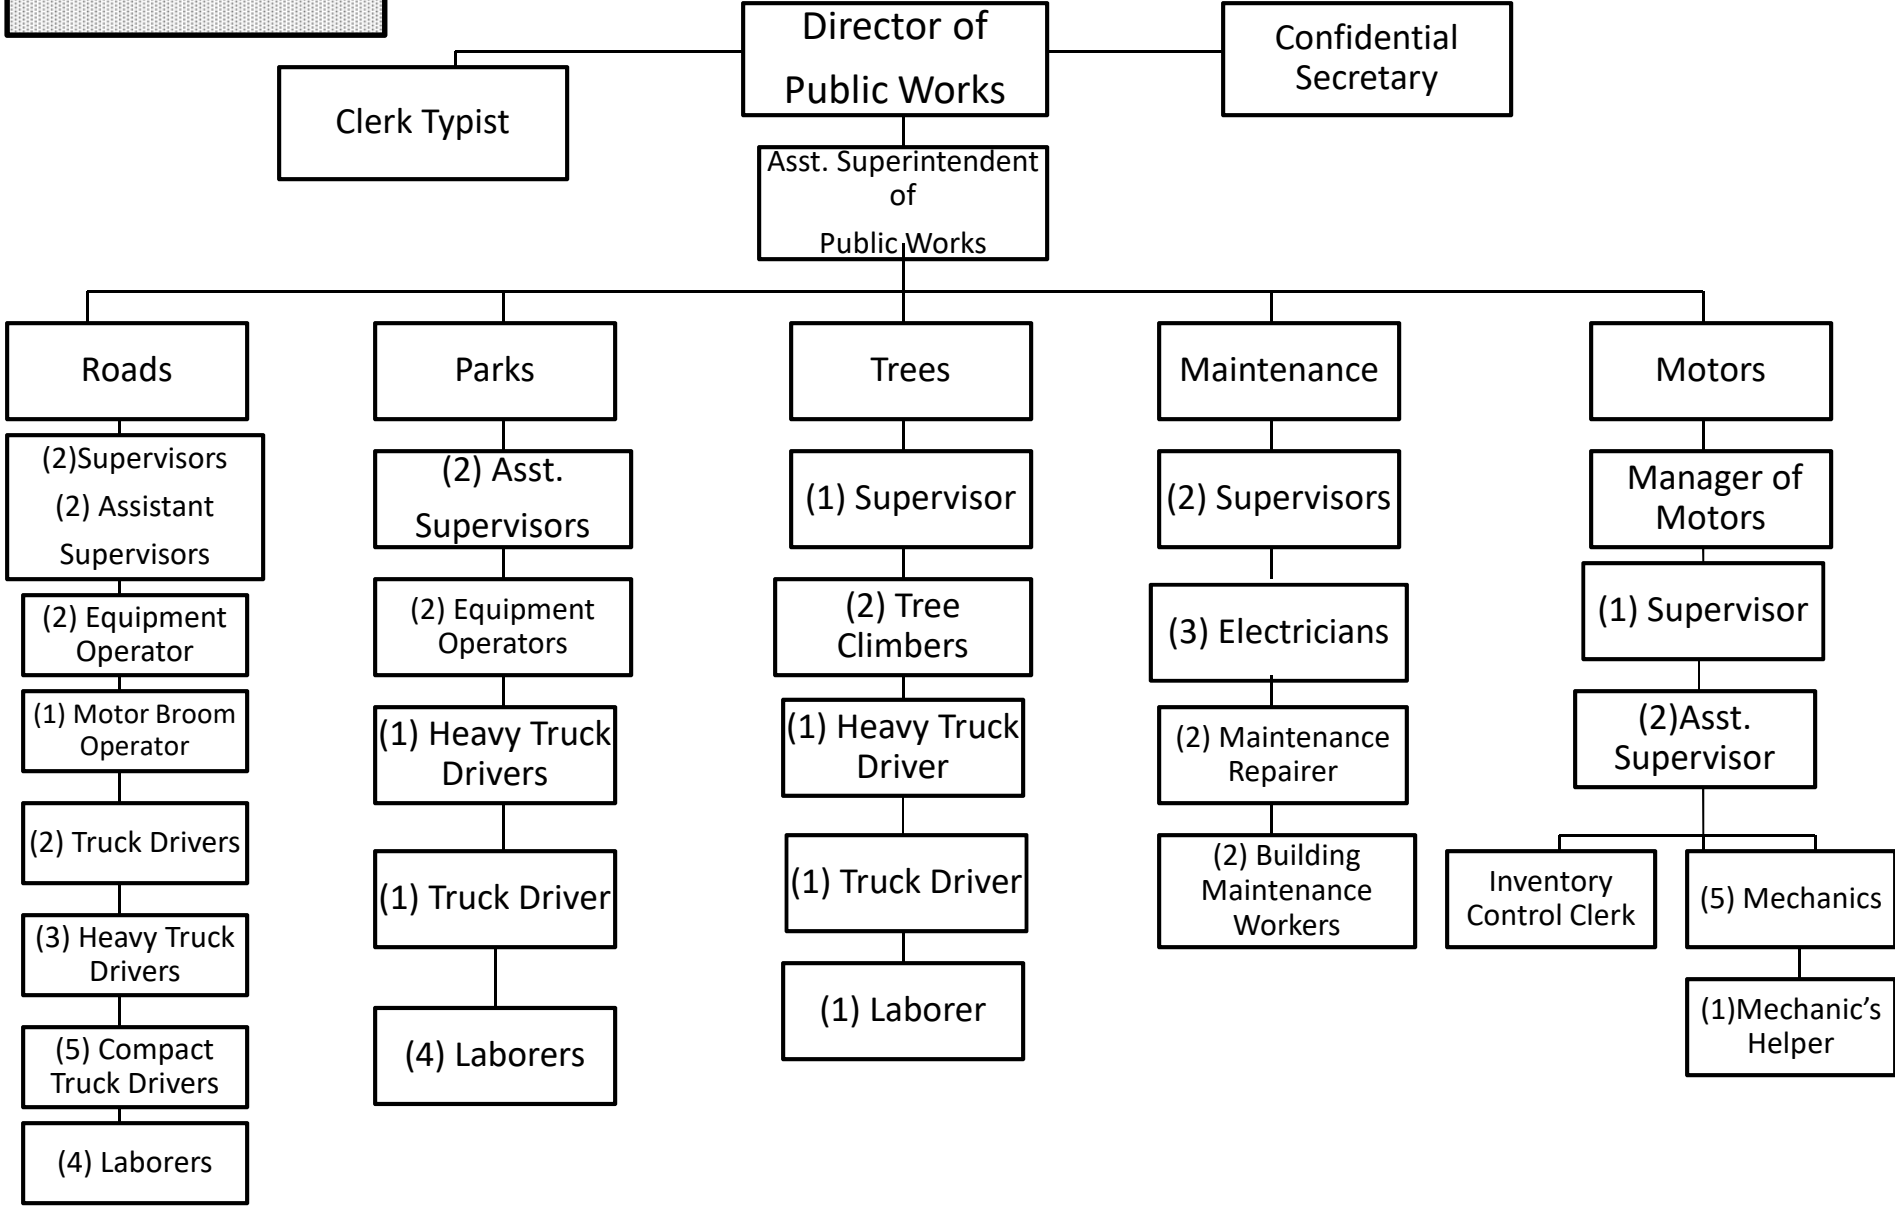 Director of
Public Works
Confidential
Secretary
Clerk Typist
Asst. Superintendent
of
Public Works
Roads
Parks
Trees
Maintenance
Motors
(2)Supervisors
(2) Assistant
Supervisors
(2) Equipment
Operator
(1) Motor Broom
Operator
(2) Truck Drivers
(3) Heavy Truck
Drivers
(5) Compact
Truck Drivers
(4) Laborers
(2) Asst.
Supervisors
(2) Equipment
Operators
(1) Heavy Truck
Drivers
(1) Truck Driver
(4) Laborers
(1) Supervisor
(2) Tree
Climbers
(1) Heavy Truck
Driver
(1) Truck Driver
(1) Laborer
(2) Supervisors
(3) Electricians
(2) Maintenance
Repairer
(2) Building
Maintenance
Workers
Manager of
Motors
(1) Supervisor
(2)Asst.
Supervisor
Inventory
Control Clerk
(5) Mechanics
(1)Mechanic’s
Helper